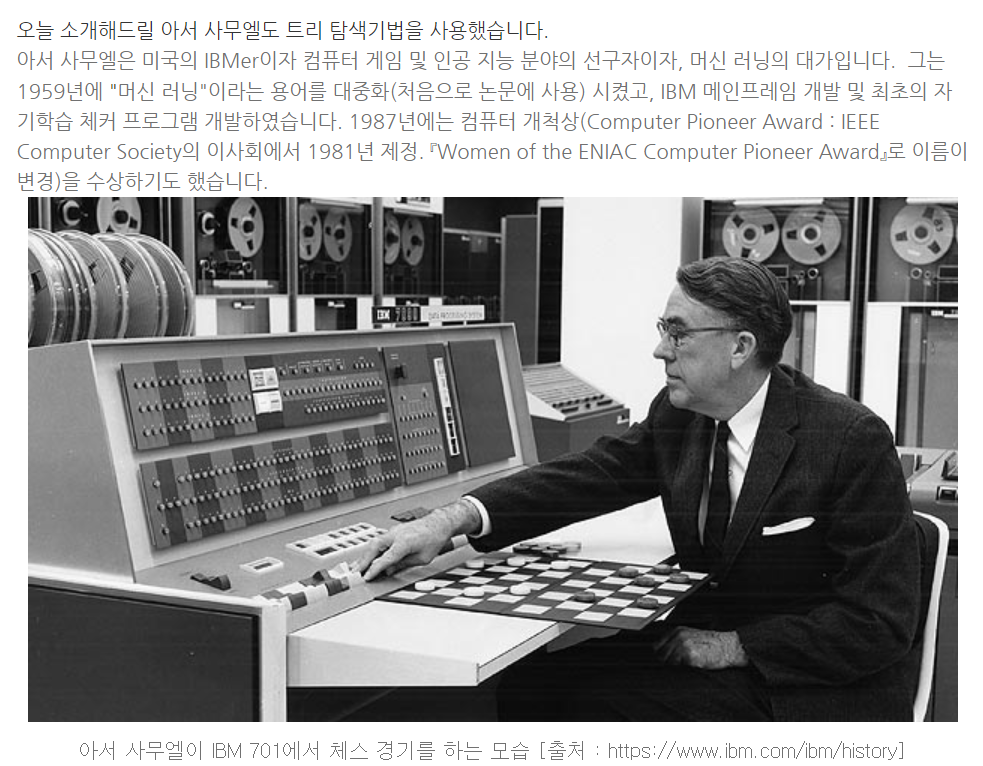 오늘 소개해드릴 아서 사무엘도 트리 탐색기법을 사용했습니다.
아서 사무엘은 미국의 IBMer이자 컴퓨터 게임 및 인공 지능 분야의 선구자이자, 머신 러닝의 대가입니다. 그는
1959년에 "머신 러닝"이라는 용어를 대중화(처음으로 논문에 사용) 시켰고, IBM 메인프레임 개발 및 최초의 자
기학습 체커 프로그램 개발하였습니다. 1987년에는 컴퓨터 개척상(Computer Pioneer Award : IEEE
Computer Society의 이사회에서 1981년 제정. 『Women of the ENIAC Computer Pioneer Award』로 이름이
변경)을 수상하기도 했습니다.
IBM 7090 DATA PROCESSING SYSTEM
아서 사무엘이 IBM 701에서 체스 경기를 하는 모습 [출처 : https://www.ibm.com/ibm/history]